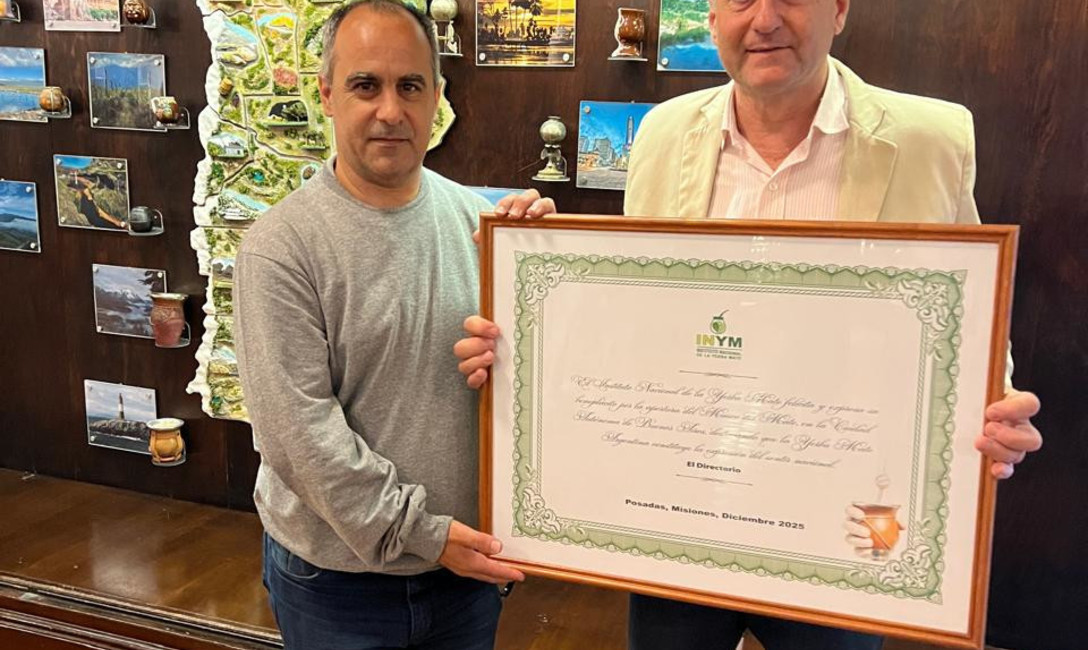 INYM
INSTITUTO NACIONAL
DE LA YERBA MATE
El Instituto Nacional de la Yerba Mate felicita y expresa su
beneplácito por la apertura del Museo del Mate, en la Ciudad
Autónoma de Buenos Aires, destacando que la Yerba Mate
Argentina constituye la expresión del sentir nacional.
El Directorio
Posadas, Misiones, Diciembre 2025